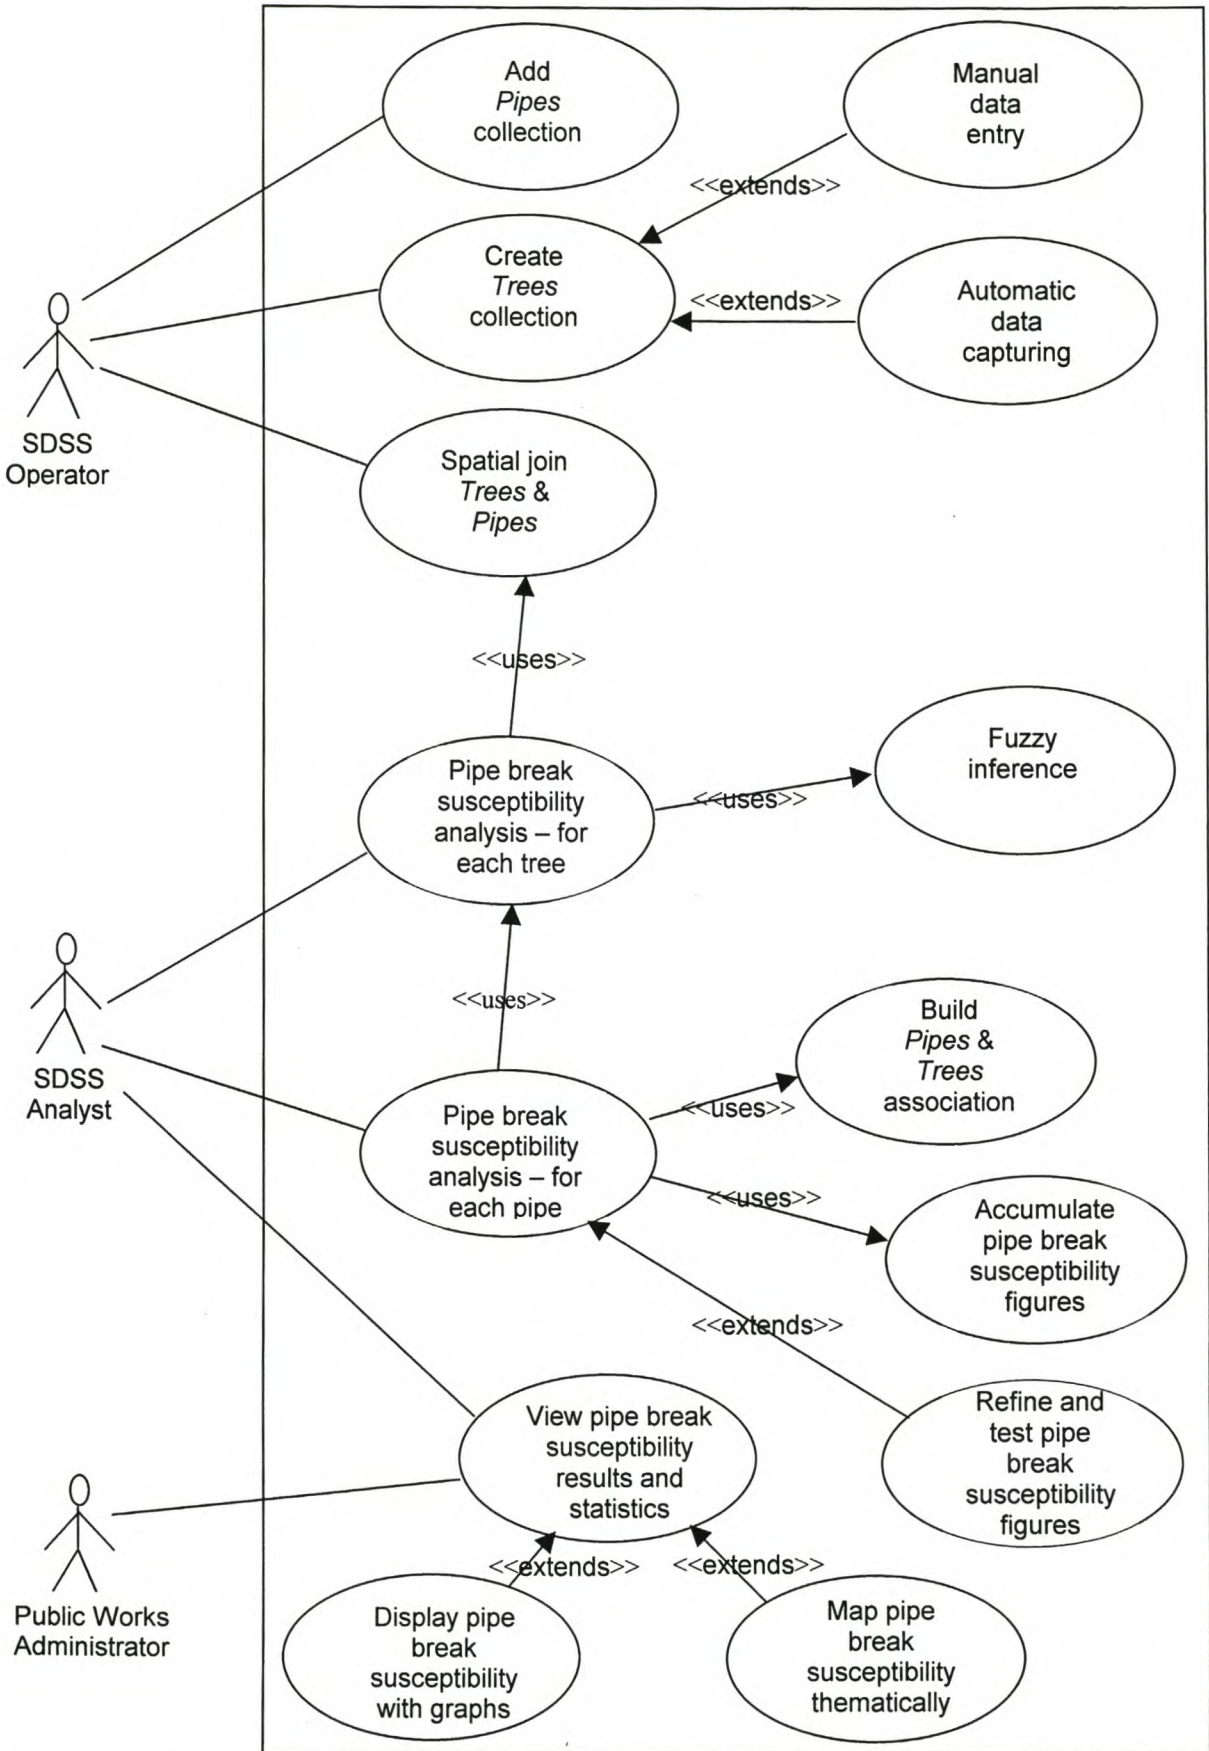 Add
Pipes
collection
Manual
data
entry
<<extends>>
Create
Trees
collection
<<extends>>
Automatic
data
capturing
SDSS
Operator
Spatial join
Trees &
Pipes
<<uses>>
Pipe break
susceptibility
analysis – for
each tree
<<uses>>
Fuzzy
inference
<<uses>>
SDSS
Analyst
Build
Pipes &
Trees
association
<<uses>>
Pipe break
susceptibility
analysis – for
each pipe
<<uses>>
Accumulate
pipe break
susceptibility
figures
<<extends>>
Refine and
test pipe
break
susceptibility
figures
View pipe break
susceptibility
results and
statistics
Public Works
Administrator
<<extends>>
<<extends>>
Display pipe
break
susceptibility
with graphs
Map pipe
break
susceptibility
thematically